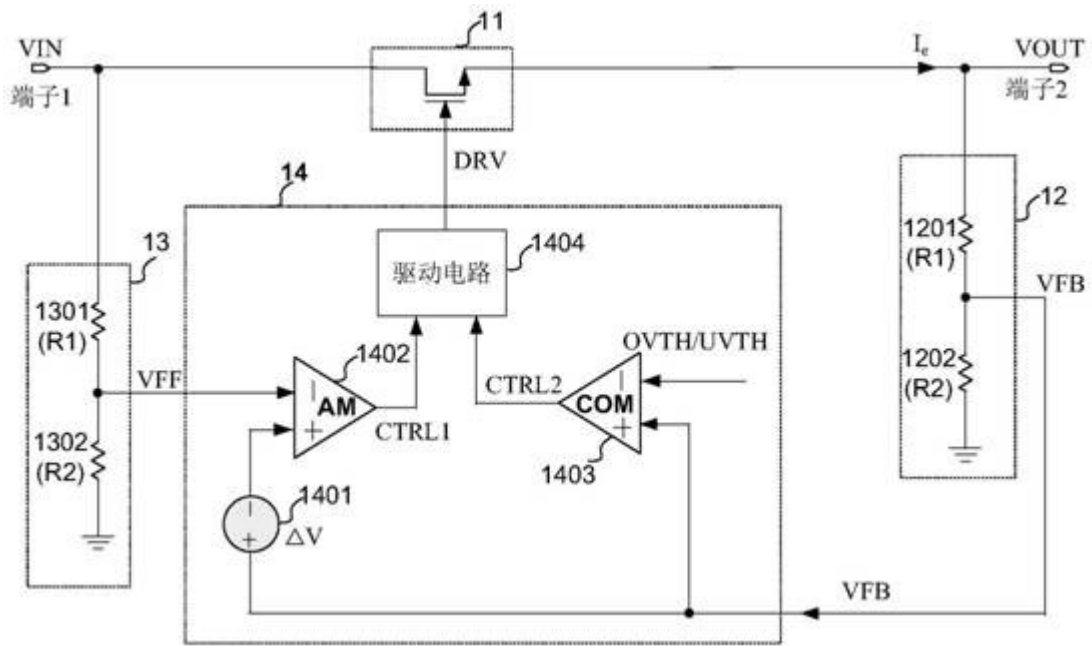 11
VIN
端子1
I_e
VOUT
端子2
DRV
14
12
13
1404
驱动电路
1201
(R1)
VFB
1301
(R1)
1402
OVTH/UVTH
CTRL2
1202
(R2)
VFF
AM
COM
CTRL1
1302
(R2)
1403
1401
△V
VFB